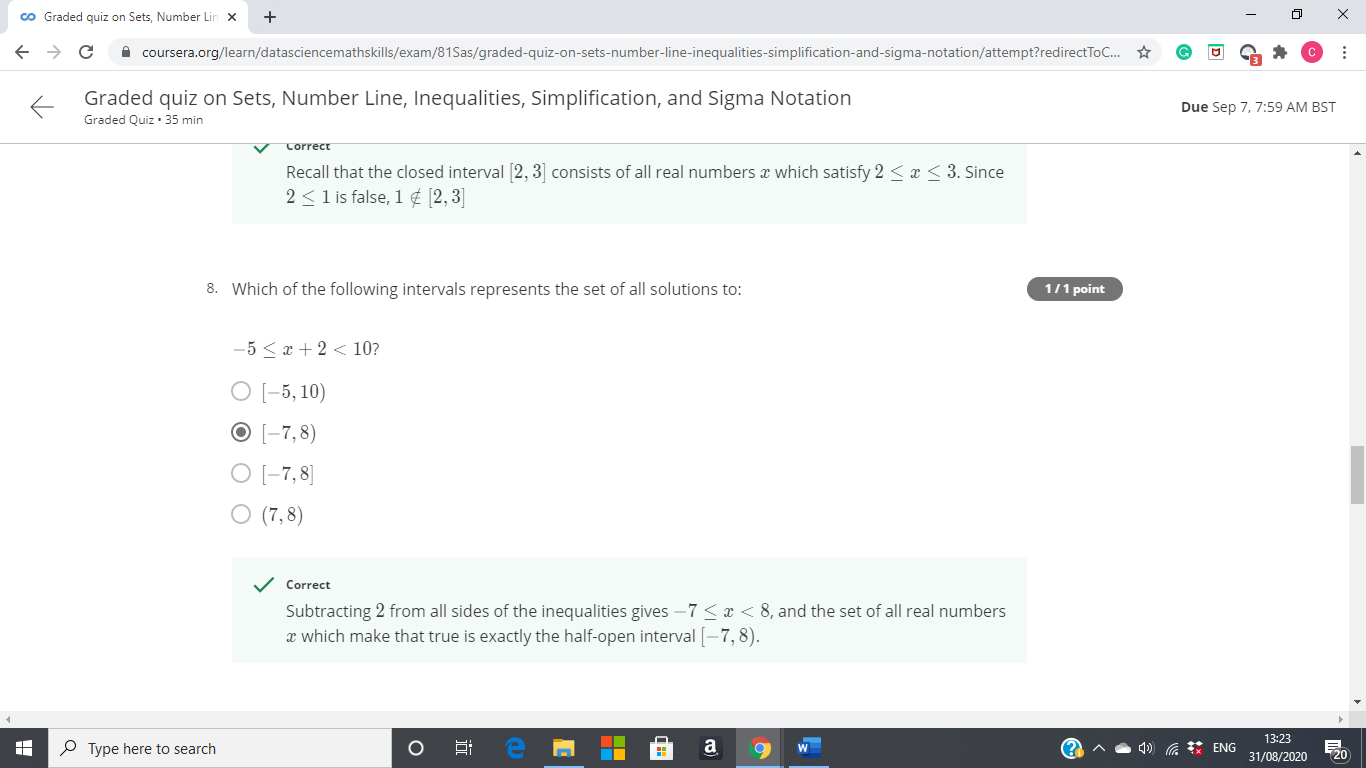 Graded quiz on Sets, Number Lin
coursera.org/learn/datasciencemathskills/exam/81Sas/graded-quiz-on-sets-number-line-inequalities-simplification-and-sigma-notation/attempt?redirectToC...
3
C
Graded quiz on Sets, Number Line, Inequalities, Simplification, and Sigma Notation
Graded Quiz • 35 min
Due Sep 7, 7:59 AM BST
Correct
Recall that the closed interval [2, 3] consists of all real numbers x which satisfy 2 ≤ x ≤ 3. Since
2 ≤ 1 is false, 1 ∉ [2, 3]
8. Which of the following intervals represents the set of all solutions to:
1 / 1 point
−5 ≤ x + 2 < 10?
[−5, 10)
[−7, 8)
[−7, 8]
(7, 8)
Correct
Subtracting 2 from all sides of the inequalities gives −7 ≤ x < 8, and the set of all real numbers
x which make that true is exactly the half-open interval [−7, 8).
Type here to search
ENG
13:23
31/08/2020
20